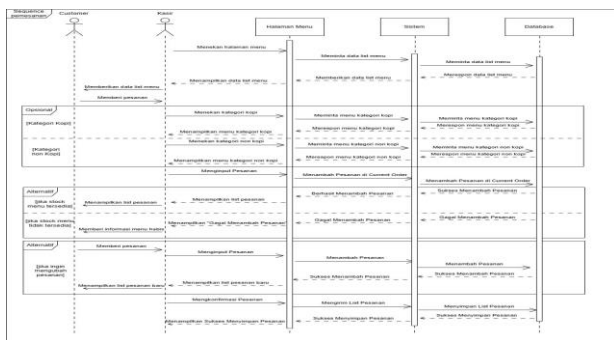 Sequence
pemesanan
Customer
Kasir
Halaman Menu
Sistem
Database
Menekan halaman menu
Meminta data list menu
Meminta data list menu
Merespon data list menu
Memberikan data list menu
Menampilkan data list menu
Memberikan data list menu
Memberi pesanan
Opsional
[Kategori Kopi]
Menekan kategori kopi
Meminta menu kategori kopi
Meminta menu kategori kopi
Merespon menu kategori kopi
Merespon menu kategori kopi
Menampilkan menu kategori kopi
[Kategori
non Kopi]
Menekan kategori non kopi
Meminta menu kategori non kopi
Meminta menu kategori non kopi
Merespon menu kategori non kopi
Merespon menu kategori non kopi
Menampilkan menu kategori non kopi
Menginput Pesanan
Menambah Pesanan di Current Order
Menambah Pesanan di Current Order
Alternatif
[jika stock
menu tersedia]
Sukses Menambah Pesanan
Berhasil Menambah Pesanan
Menampilkan list pesanan
Menampilkan list pesanan
[jika stock menu
tidak tersedia]
Gagal Menambah Pesanan
Gagal Menambah Pesanan
Menampilkan "Gagal Menambah Pesanan"
Memberi informasi menu habis
Alternatif
[jika ingin
mengubah
pesanan]
Memberi pesanan
Menginput Pesanan
Menambah Pesanan
Menambah Pesanan
Sukses Menambah Pesanan
Sukses Menambah Pesanan
Menampilkan list pesanan baru
Menampilkan list pesanan baru
Mengkonfirmasi Pesanan
Mengirim List Pesanan
Menyimpan List Pesanan
Sukses Menyimpan Pesanan
Sukses Menyimpan Pesanan
Menampilkan Sukses Menyimpan Pesanan